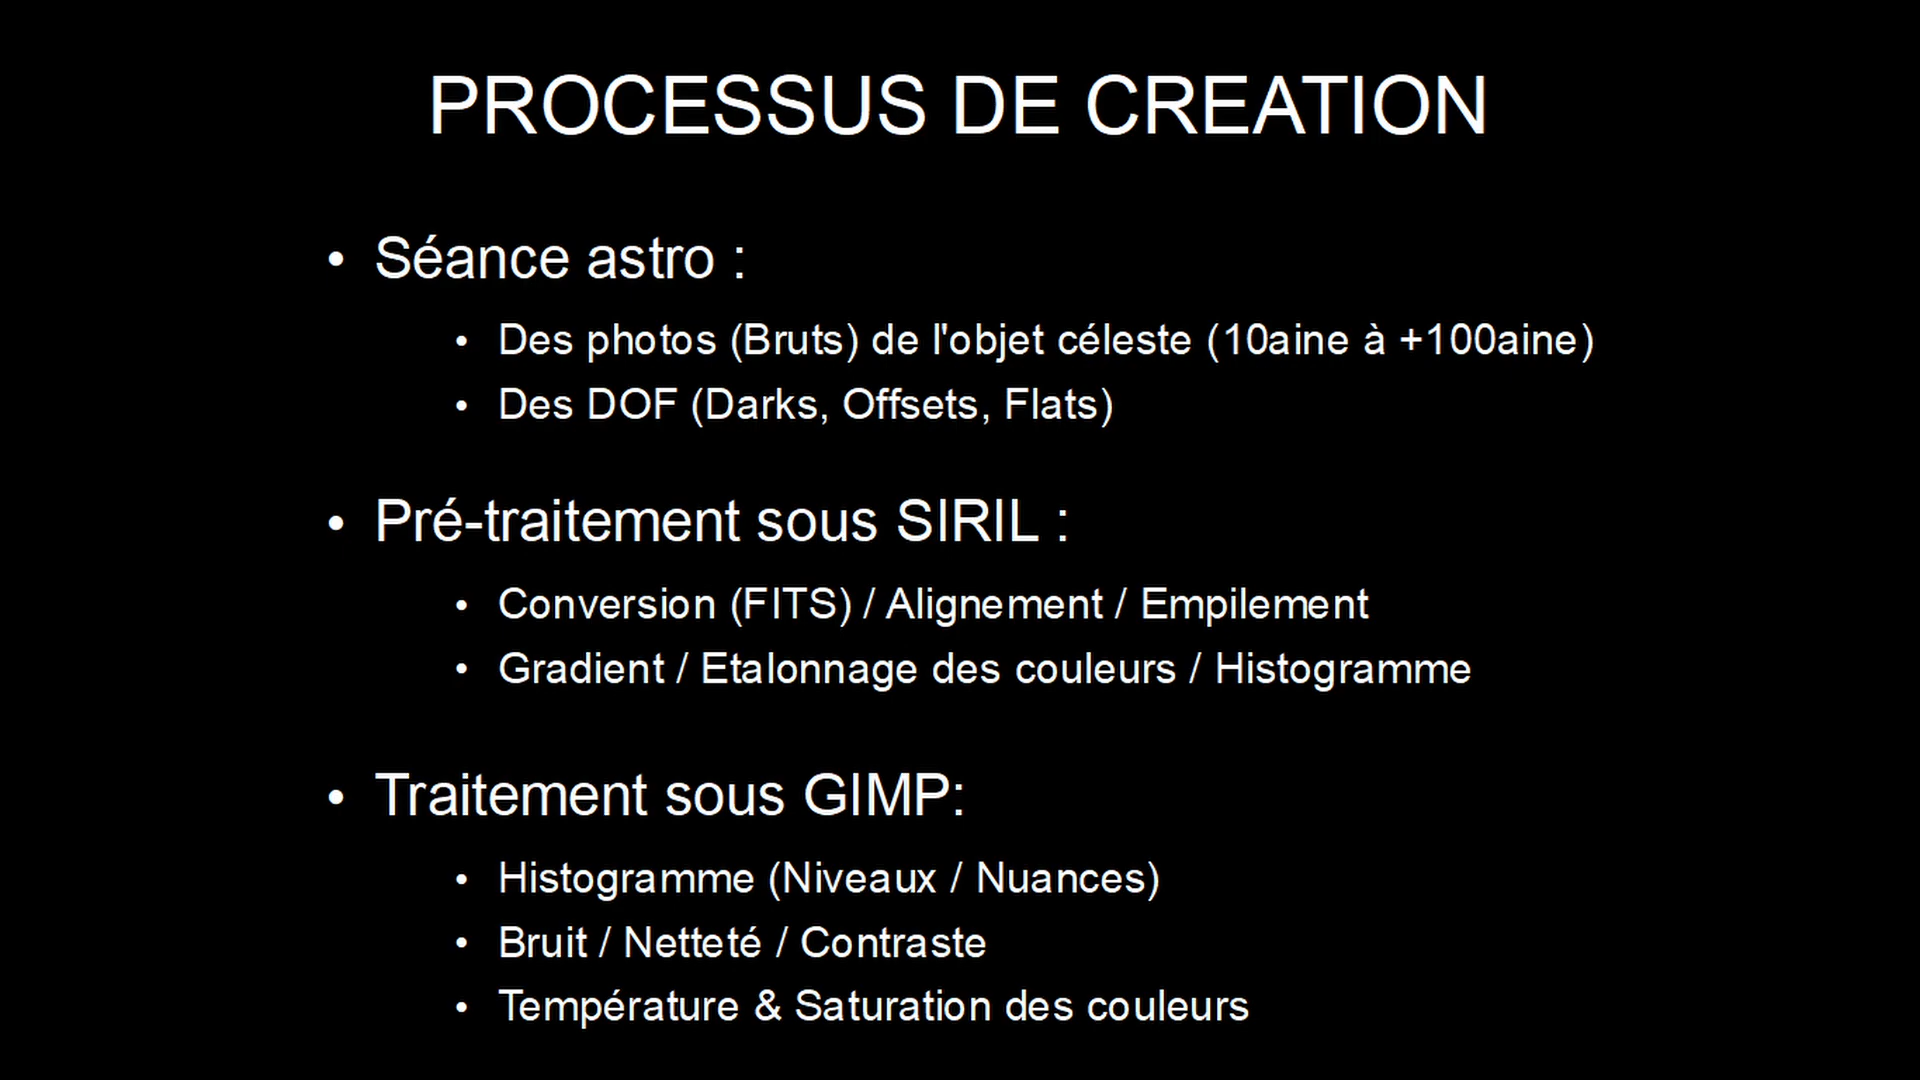 PROCESSUS DE CREATION
• Séance astro :
• Des photos (Bruts) de l'objet céleste (10aine à +100aine)
• Des DOF (Darks, Offsets, Flats)
• Pré-traitement sous SIRIL :
• Conversion (FITS) / Alignement / Empilement
• Gradient / Etalonnage des couleurs / Histogramme
• Traitement sous GIMP:
• Histogramme (Niveaux / Nuances)
• Bruit / Netteté / Contraste
• Température & Saturation des couleurs